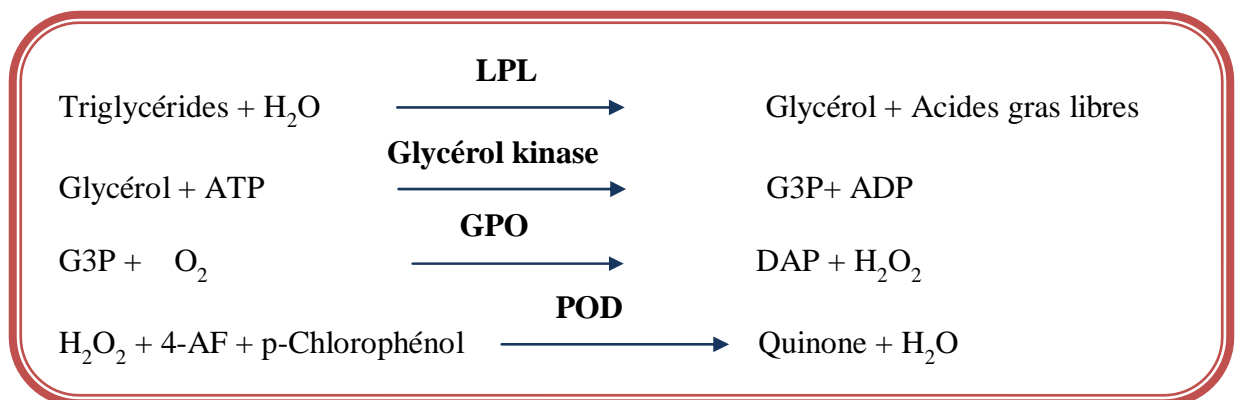 LPL
Triglycérides + H₂O Glycérol + Acides gras libres
Glycérol kinase
Glycérol + ATP G3P+ ADP
GPO
G3P + O₂ DAP + H₂O₂
POD
H₂O₂ + 4-AF + p-Chlorophénol Quinone + H₂O